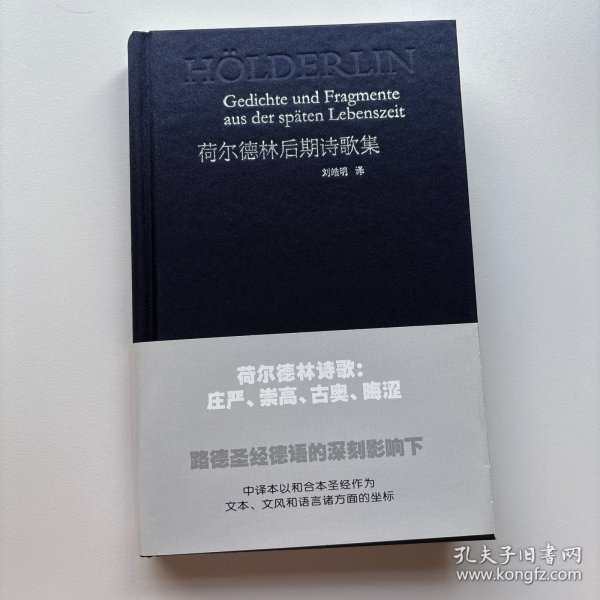 HÖLDERLIN
Gedichte und Fragmente
aus der späten Lebenszeit
荷尔德林后期诗歌集
刘皓明 译
荷尔德林诗歌：
庄严、崇高、古奥、晦涩
路德圣经德语的深刻影响下
中译本以和合本圣经作为
文本、文风和语言诸方面的坐标
孔夫子旧书网
www.kongfz.com